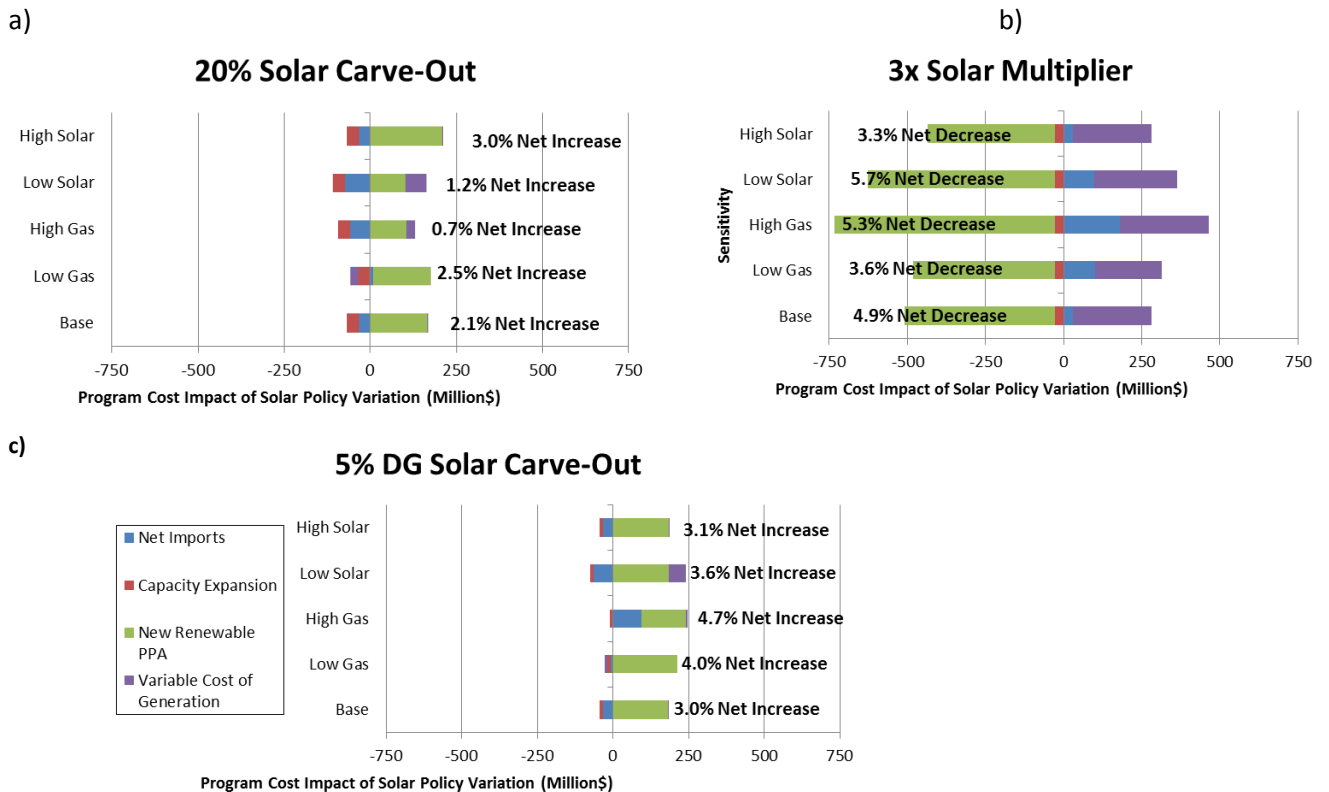 a)
20% Solar Carve-Out
High Solar
3.0% Net Increase
Low Solar
1.2% Net Increase
High Gas
0.7% Net Increase
Low Gas
2.5% Net Increase
Base
2.1% Net Increase
-750 -500 -250 0 250 500 750
Program Cost Impact of Solar Policy Variation (Million$)
b)
3x Solar Multiplier
Sensitivity
High Solar
3.3% Net Decrease
Low Solar
5.7% Net Decrease
High Gas
5.3% Net Decrease
Low Gas
3.6% Net Decrease
Base
4.9% Net Decrease
-750 -500 -250 0 250 500 750
Program Cost Impact of Solar Policy Variation (Million$)
c)
5% DG Solar Carve-Out
Net Imports
Capacity Expansion
New Renewable
PPA
Variable Cost of
Generation
High Solar
3.1% Net Increase
Low Solar
3.6% Net Increase
High Gas
4.7% Net Increase
Low Gas
4.0% Net Increase
Base
3.0% Net Increase
-750 -500 -250 0 250 500 750
Program Cost Impact of Solar Policy Variation (Million$)